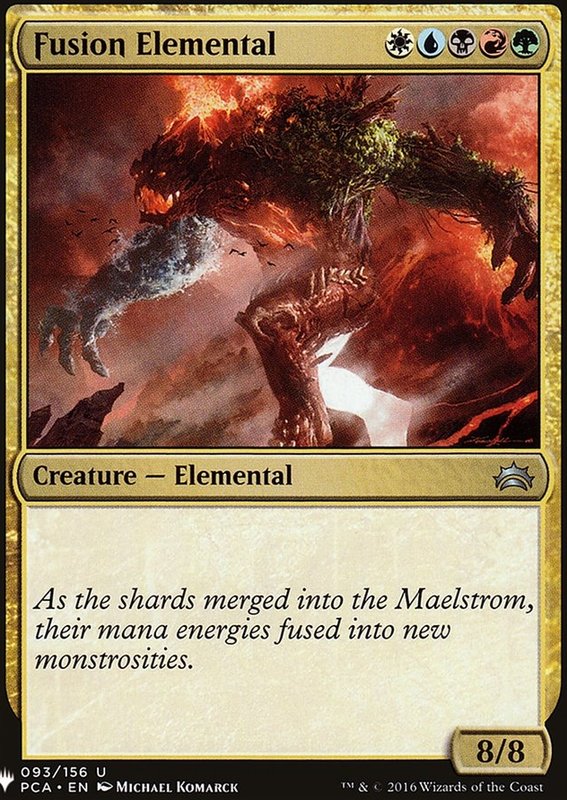 Fusion Elemental
Creature — Elemental
As the shards merged into the Maelstrom,
their mana energies fused into new
monstrosities.
8/8
093/156 U
PCA • EN Michael Komarck
™ & © 2016 Wizards of the Coast